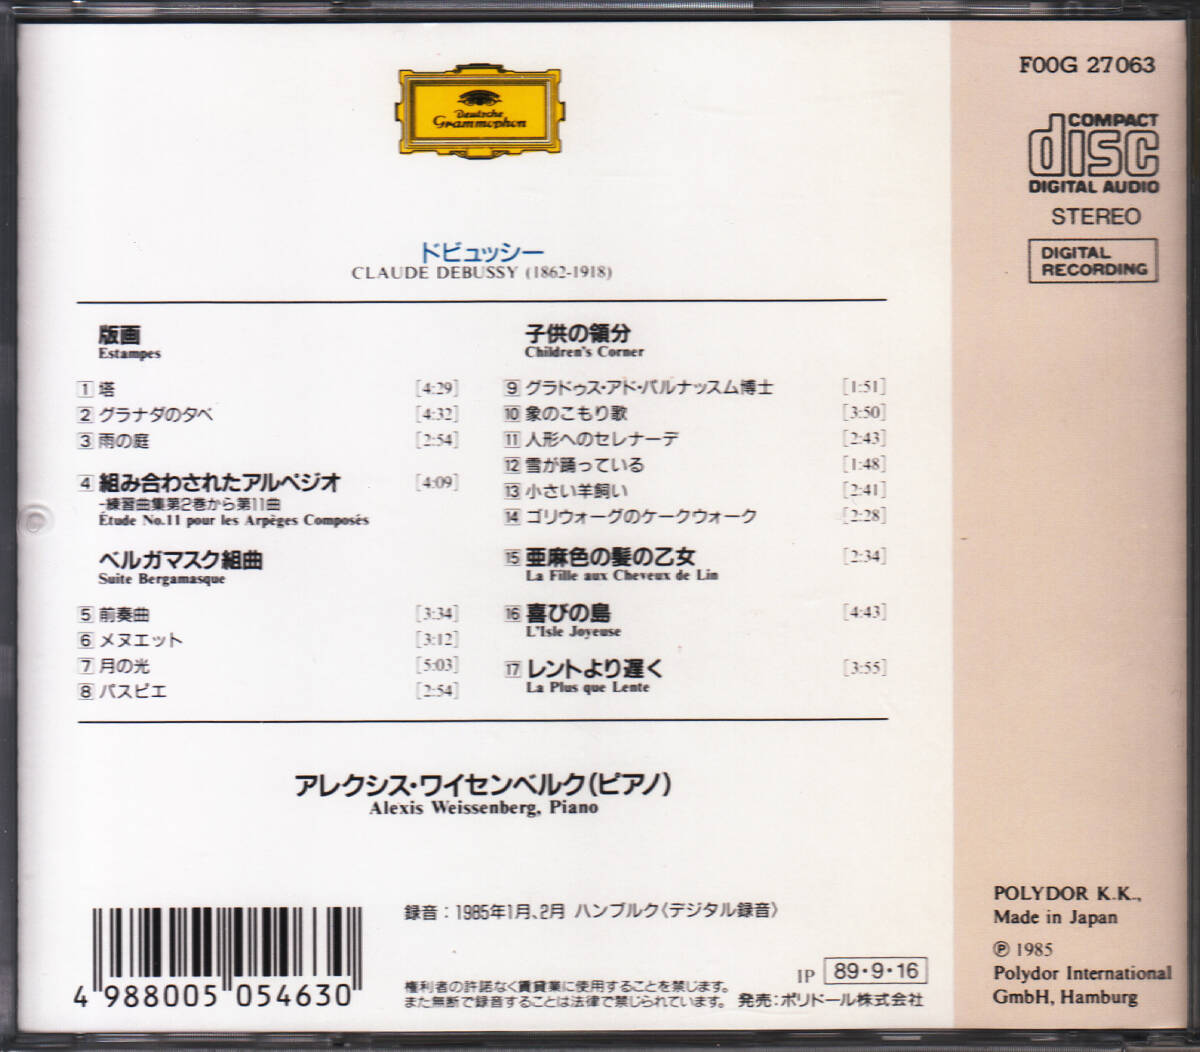 Deutsche
Grammophon
ドビュッシー
CLAUDE DEBUSSY (1862-1918)
版画
Estampes
1 塔 [4:29]
2 グラナダの夕べ [4:32]
3 雨の庭 [2:54]
4 組み合わされたアルペジオ [4:09]
-練習曲集第2巻から第11曲
Étude No.11 pour les Arpèges Composés
ベルガマスク組曲
Suite Bergamasque
5 前奏曲 [3:34]
6 メヌエット [3:12]
7 月の光 [5:03]
8 パスピエ [2:54]
子供の領分
Children's Corner
9 グラドゥス・アド・パルナッスム博士 [1:51]
10 象のこもり歌 [3:50]
11 人形へのセレナーデ [2:43]
12 雪が踊っている [1:48]
13 小さい羊飼い [2:41]
14 ゴリウォーグのケークウォーク [2:28]
15 亜麻色の髪の乙女 [2:34]
La Fille aux Cheveux de Lin
16 喜びの島 [4:43]
L'Isle Joyeuse
17 レントより遅く [3:55]
La Plus que Lente
アレクシス・ワイセンベルク(ピアノ)
Alexis Weissenberg, Piano
録音：1985年1月、2月 ハンブルク〈デジタル録音〉
4 988005 054630
IP 89・9・16
権利者の許諾なく賃貸業に使用することを禁じます。
また無断で録音することは法律で禁じられています。 発売：ポリドール株式会社
F00G 27063
COMPACT
disc
DIGITAL AUDIO
STEREO
DIGITAL
RECORDING
POLYDOR K.K.,
Made in Japan
℗ 1985
Polydor International
GmbH, Hamburg